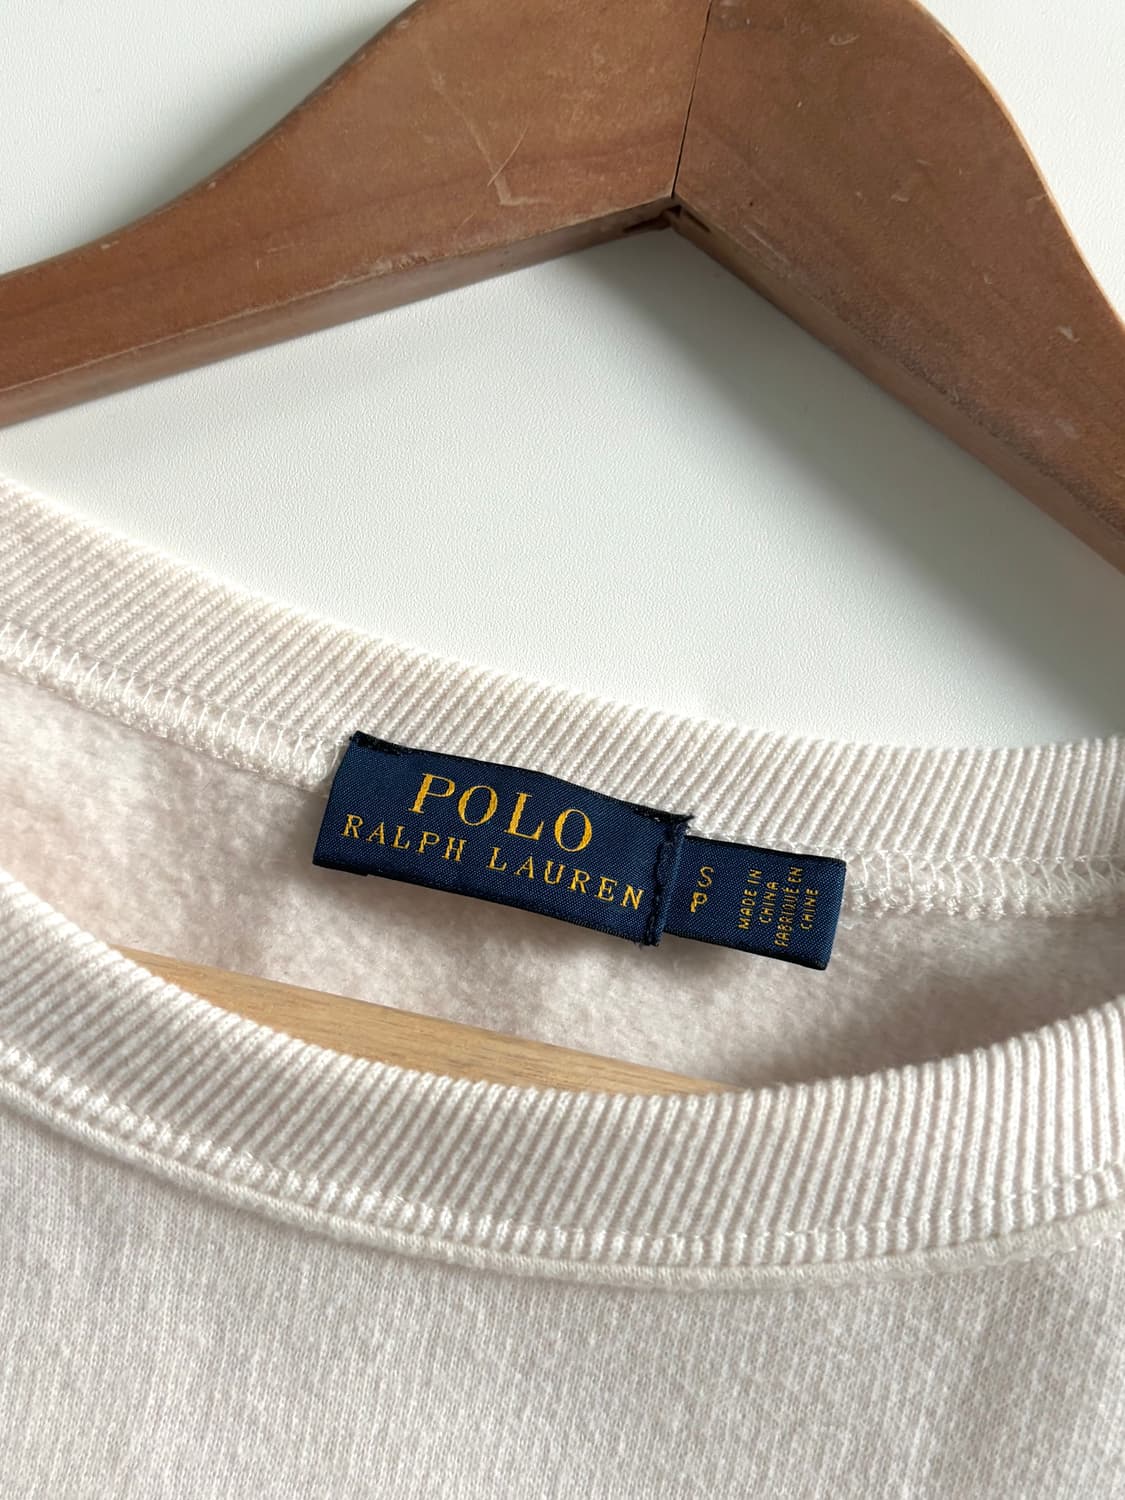 POLO
RALPH LAUREN
S
P
MADE IN
CHINA
FABRIQUÉ EN
CHINE